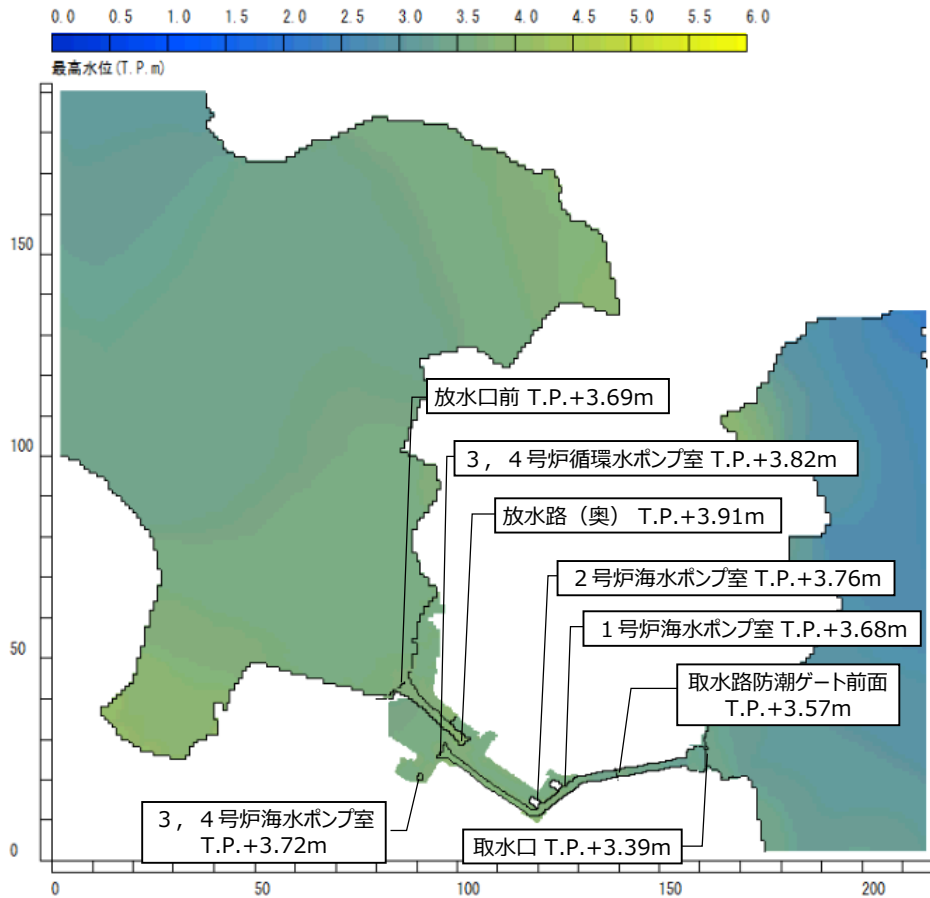 0.0 0.5 1.0 1.5 2.0 2.5 3.0 3.5 4.0 4.5 5.0 5.5 6.0
最高水位(T.P.m)
150
100
50
0
放水口前 T.P.+3.69m
3，4号炉循環水ポンプ室 T.P.+3.82m
放水路（奥） T.P.+3.91m
2号炉海水ポンプ室 T.P.+3.76m
1号炉海水ポンプ室 T.P.+3.68m
取水路防潮ゲート前面
T.P.+3.57m
3，4号炉海水ポンプ室
T.P.+3.72m
取水口 T.P.+3.39m
0 50 100 150 200